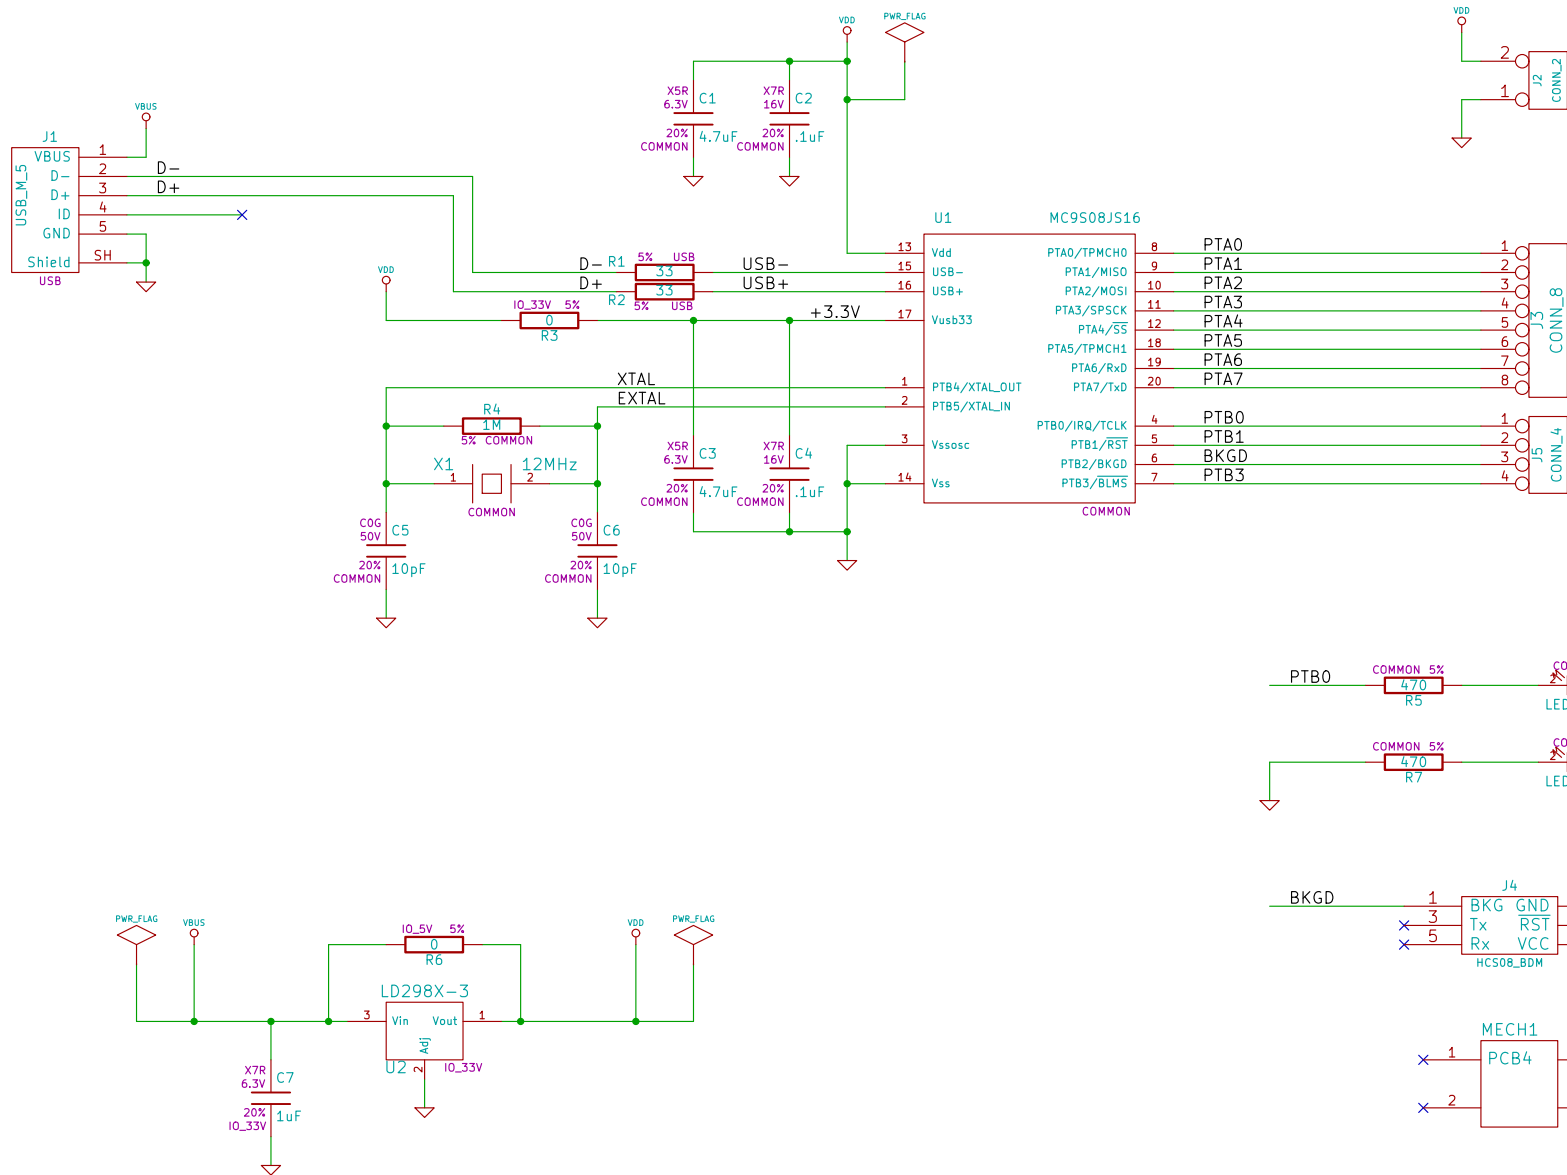 VDD
PWR_FLAG
VDD
X5R
6.3V
C1
20%
4.7uF
COMMON
X7R
16V
C2
20%
.1uF
COMMON
2
1
J2
CONN_2
VBUS
J1
USB_M_5
VBUS 1
D- 2
D+ 3
ID 4
GND 5
Shield SH
USB
D-
D+
D- R1 5% USB
33
USB-
D+ R2 5% USB
33
USB+
VDD
IO_33V 5%
0
R3
+3.3V
XTAL
EXTAL
R4
1M
5% COMMON
X1 12MHz
1 2
COMMON
C0G
50V
C5
20%
10pF
COMMON
C0G
50V
C6
20%
10pF
COMMON
X5R
6.3V
C3
20%
4.7uF
COMMON
X7R
16V
C4
20%
.1uF
COMMON
U1 MC9S08JS16
13 Vdd
15 USB-
16 USB+
17 Vusb33
1 PTB4/XTAL_OUT
2 PTB5/XTAL_IN
3 Vssosc
14 Vss
PTA0/TPMCH0 8 PTA0 1
PTA1/MISO 9 PTA1 2
PTA2/MOSI 10 PTA2 3
PTA3/SPSCK 11 PTA3 4
PTA4/SS 12 PTA4 5
PTA5/TPMCH1 18 PTA5 6
PTA6/RxD 19 PTA6 7
PTA7/TxD 20 PTA7 8
J3
CONN_8
PTB0/IRQ/TCLK 4 PTB0 1
PTB1/RST 5 PTB1 2
PTB2/BKGD 6 BKGD 3
PTB3/BLMS 7 PTB3 4
J5
CONN_4
COMMON
PTB0
COMMON 5%
470
R5
CO
2
LED
COMMON 5%
470
R7
CO
2
LED
PWR_FLAG
VBUS
IO_5V 5%
0
R6
VDD
PWR_FLAG
LD298X-3
3 Vin Vout 1
Adj
2
U2
IO_33V
X7R
6.3V
C7
20%
1uF
IO_33V
J4
BKGD 1 BKG GND
3 Tx RST
5 Rx VCC
HCS08_BDM
MECH1
1 PCB4
2